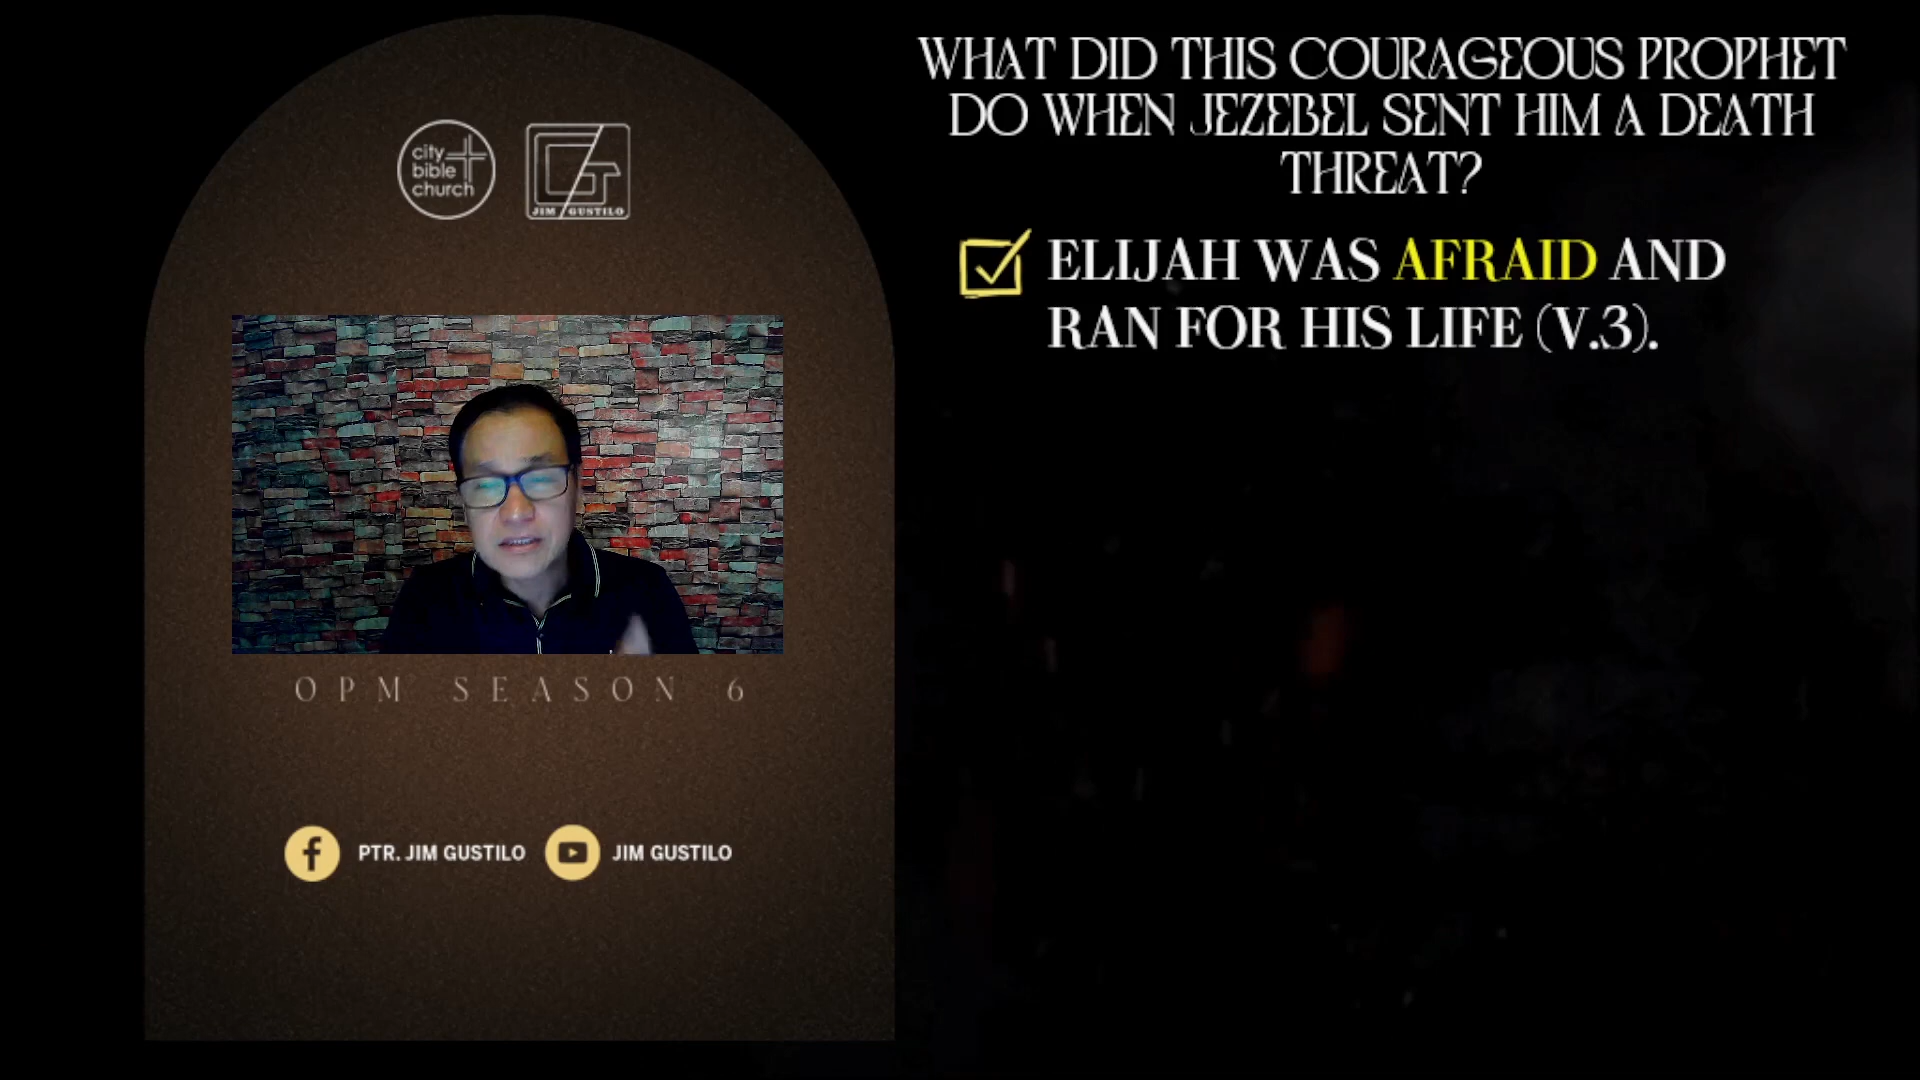 city
bible
church
JIM GUSTILO
OPM SEASON 6
PTR. JIM GUSTILO
JIM GUSTILO
WHAT DID THIS COURAGEOUS PROPHET
DO WHEN JEZEBEL SENT HIM A DEATH
THREAT?
ELIJAH WAS AFRAID AND
RAN FOR HIS LIFE (V.3).